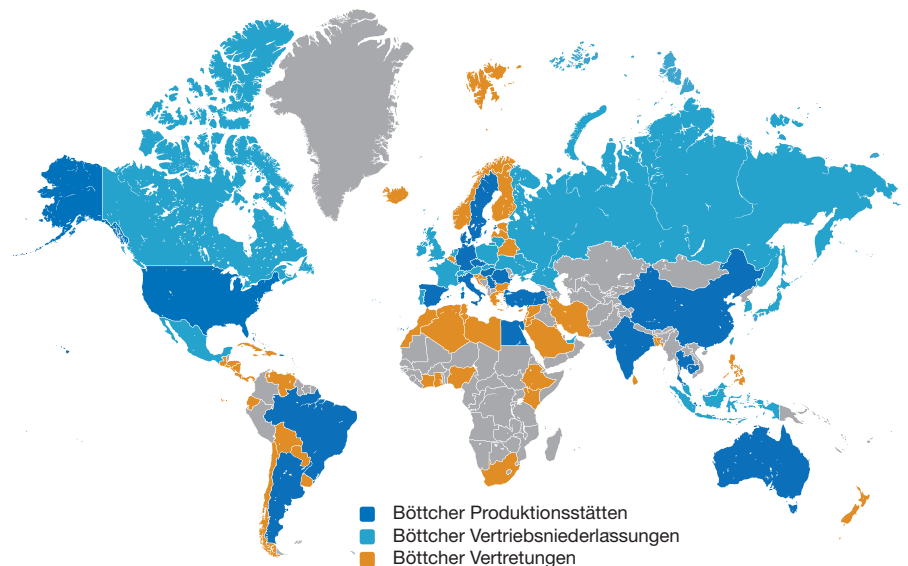 Böttcher Produktionsstätten
Böttcher Vertriebsniederlassungen
Böttcher Vertretungen